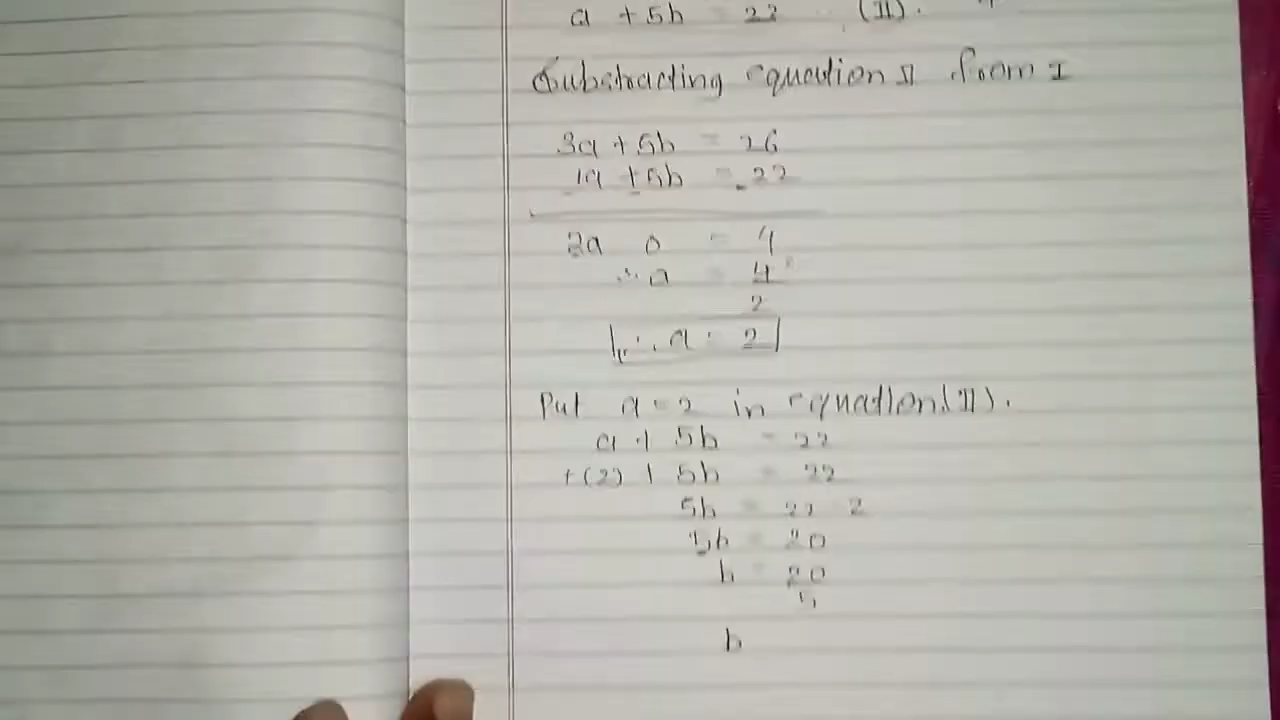 a + 5b = 22 (II).
Substracting equation II from I
3a + 5b = 26
1a + 5b = 22
2a 0 = 4
∴ a = 4
2
∴ a = 2
Put a = 2 in equation (II).
a + 5b = 22
+(2) + 5b = 22
5b = 22 - 2
5b = 20
b = 20
5
b